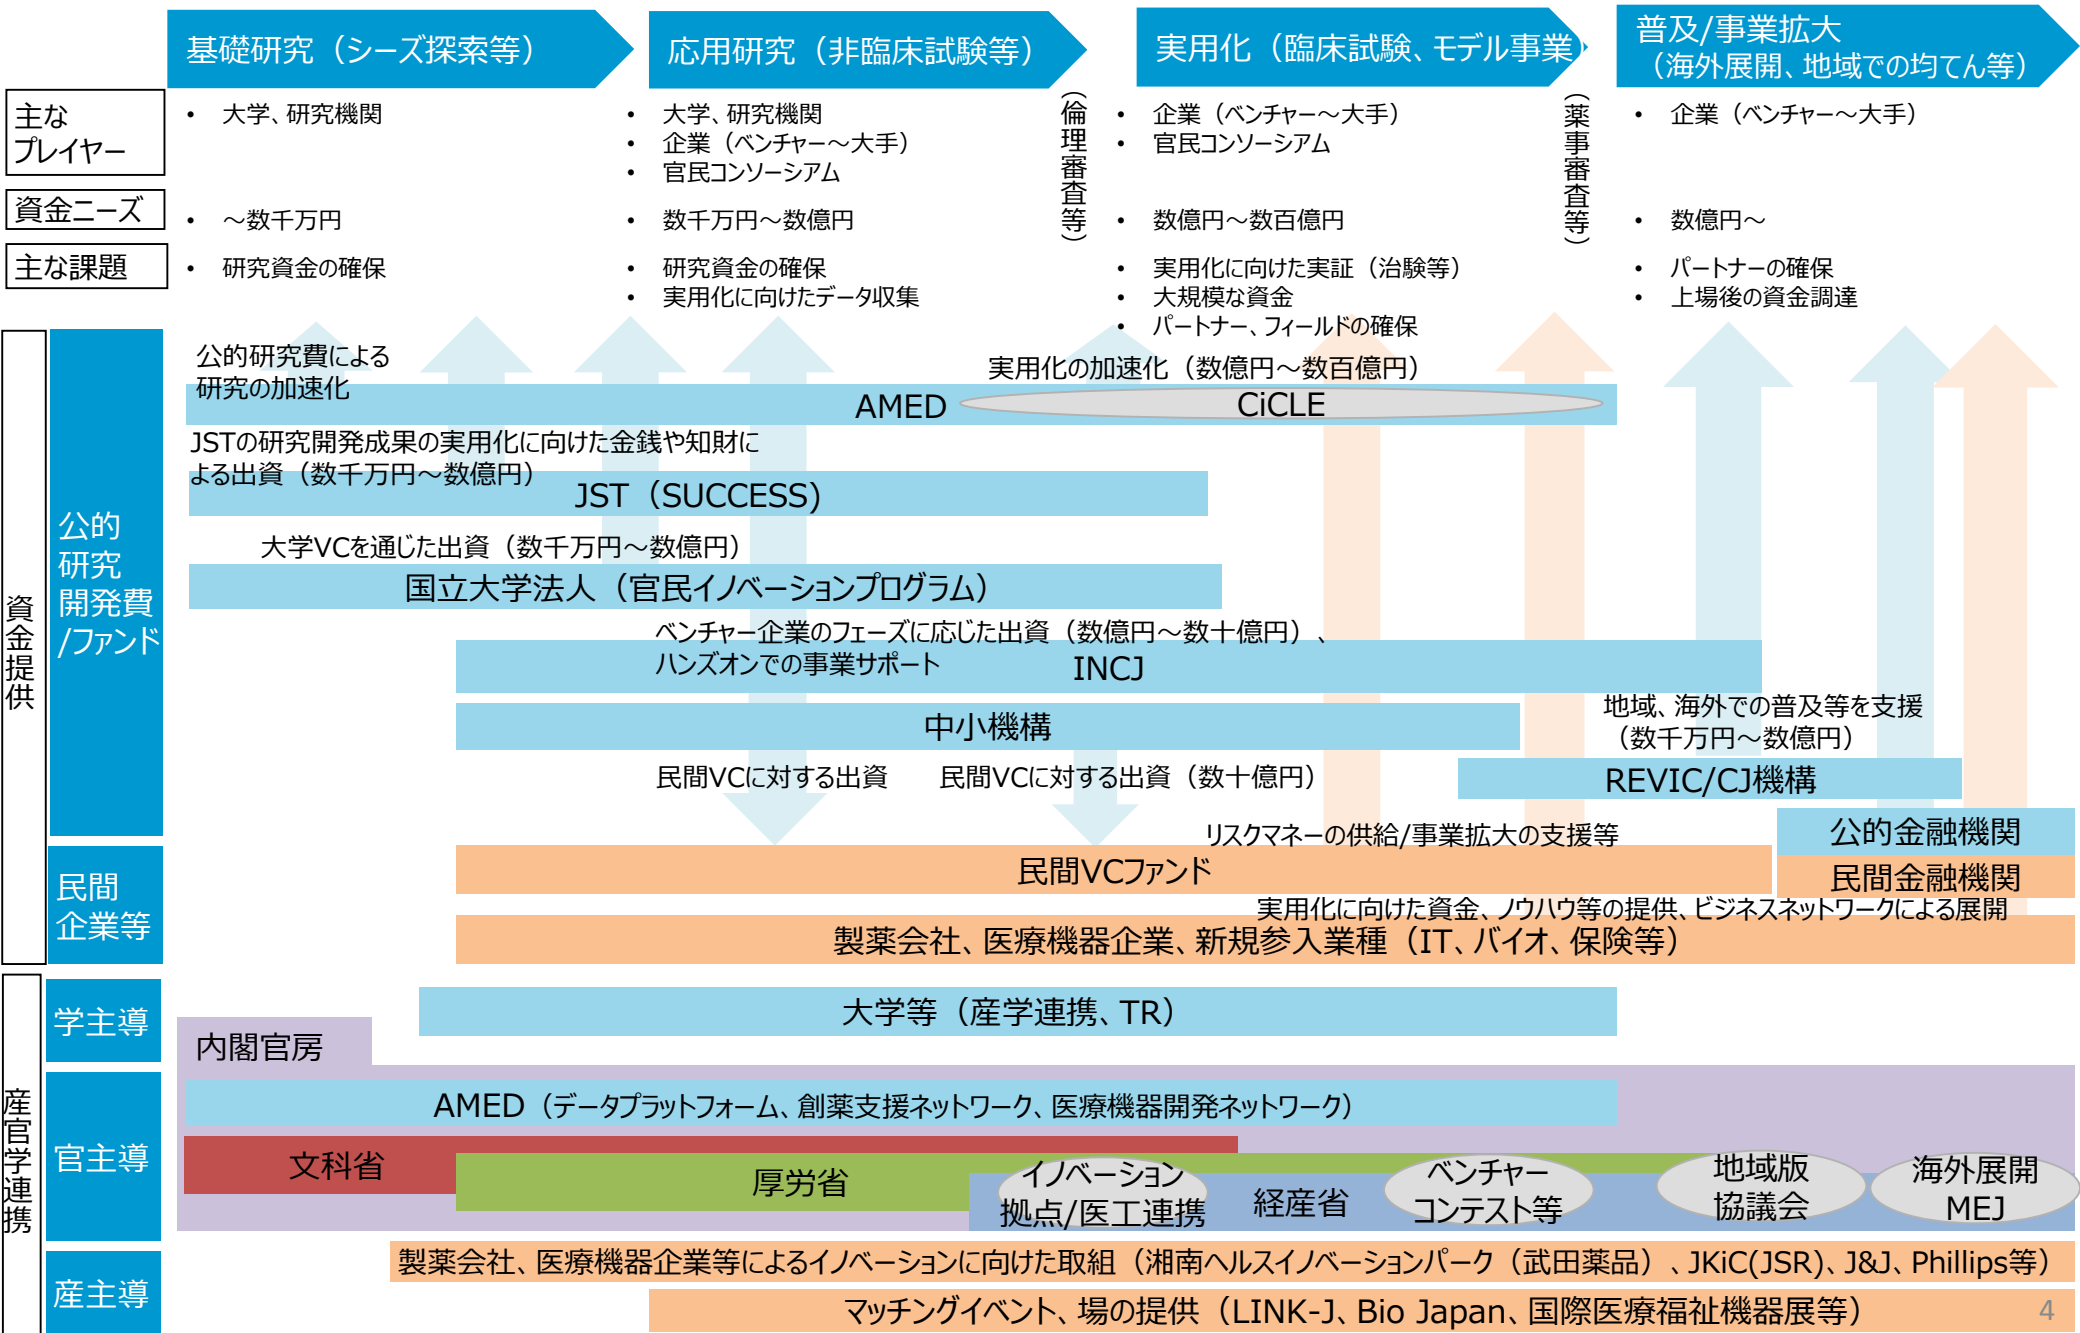 基礎研究（シーズ探索等）
応用研究（非臨床試験等）
実用化（臨床試験、モデル事業）
普及/事業拡大
（海外展開、地域での均てん等）
主な
プレイヤー
• 大学、研究機関
• 大学、研究機関
• 企業（ベンチャー～大手）
• 官民コンソーシアム
（倫理審査等）
• 企業（ベンチャー～大手）
• 官民コンソーシアム
（薬事審査等）
• 企業（ベンチャー～大手）
資金ニーズ
• ～数千万円
• 数千万円～数億円
• 数億円～数百億円
• 数億円～
主な課題
• 研究資金の確保
• 研究資金の確保
• 実用化に向けたデータ収集
• 実用化に向けた実証（治験等）
• 大規模な資金
• パートナー、フィールドの確保
• パートナーの確保
• 上場後の資金調達
資金提供
公的
研究
開発費
/ファンド
公的研究費による
研究の加速化
実用化の加速化（数億円～数百億円）
AMED
CiCLE
JSTの研究開発成果の実用化に向けた金銭や知財に
よる出資（数千万円～数億円）
JST（SUCCESS)
大学VCを通じた出資（数千万円～数億円）
国立大学法人（官民イノベーションプログラム）
ベンチャー企業のフェーズに応じた出資（数億円～数十億円）、
ハンズオンでの事業サポート
INCJ
中小機構
地域、海外での普及等を支援
（数千万円～数億円）
民間VCに対する出資
民間VCに対する出資（数十億円）
REVIC/CJ機構
公的金融機関
民間
企業等
リスクマネーの供給/事業拡大の支援等
民間VCファンド
民間金融機関
実用化に向けた資金、ノウハウ等の提供、ビジネスネットワークによる展開
製薬会社、医療機器企業、新規参入業種（IT、バイオ、保険等）
産官学連携
学主導
大学等（産学連携、TR）
内閣官房
官主導
AMED（データプラットフォーム、創薬支援ネットワーク、医療機器開発ネットワーク）
文科省
厚労省
イノベーション
拠点/医工連携
経産省
ベンチャー
コンテスト等
地域版
協議会
海外展開
MEJ
産主導
製薬会社、医療機器企業等によるイノベーションに向けた取組（湘南ヘルスイノベーションパーク（武田薬品）、JKiC(JSR)、J&J、Phillips等）
マッチングイベント、場の提供（LINK-J、Bio Japan、国際医療福祉機器展等）
4